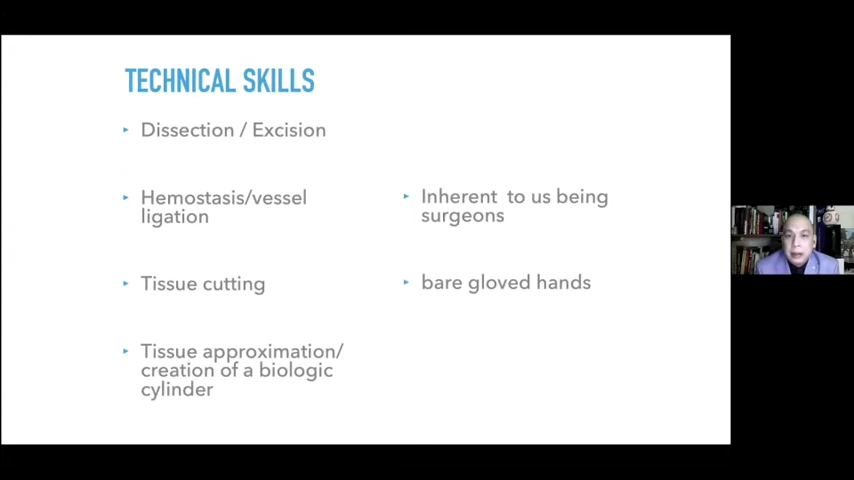 TECHNICAL SKILLS
Dissection / Excision
Hemostasis/vessel
ligation
Tissue cutting
Tissue approximation/
creation of a biologic
cylinder
Inherent to us being
surgeons
bare gloved hands